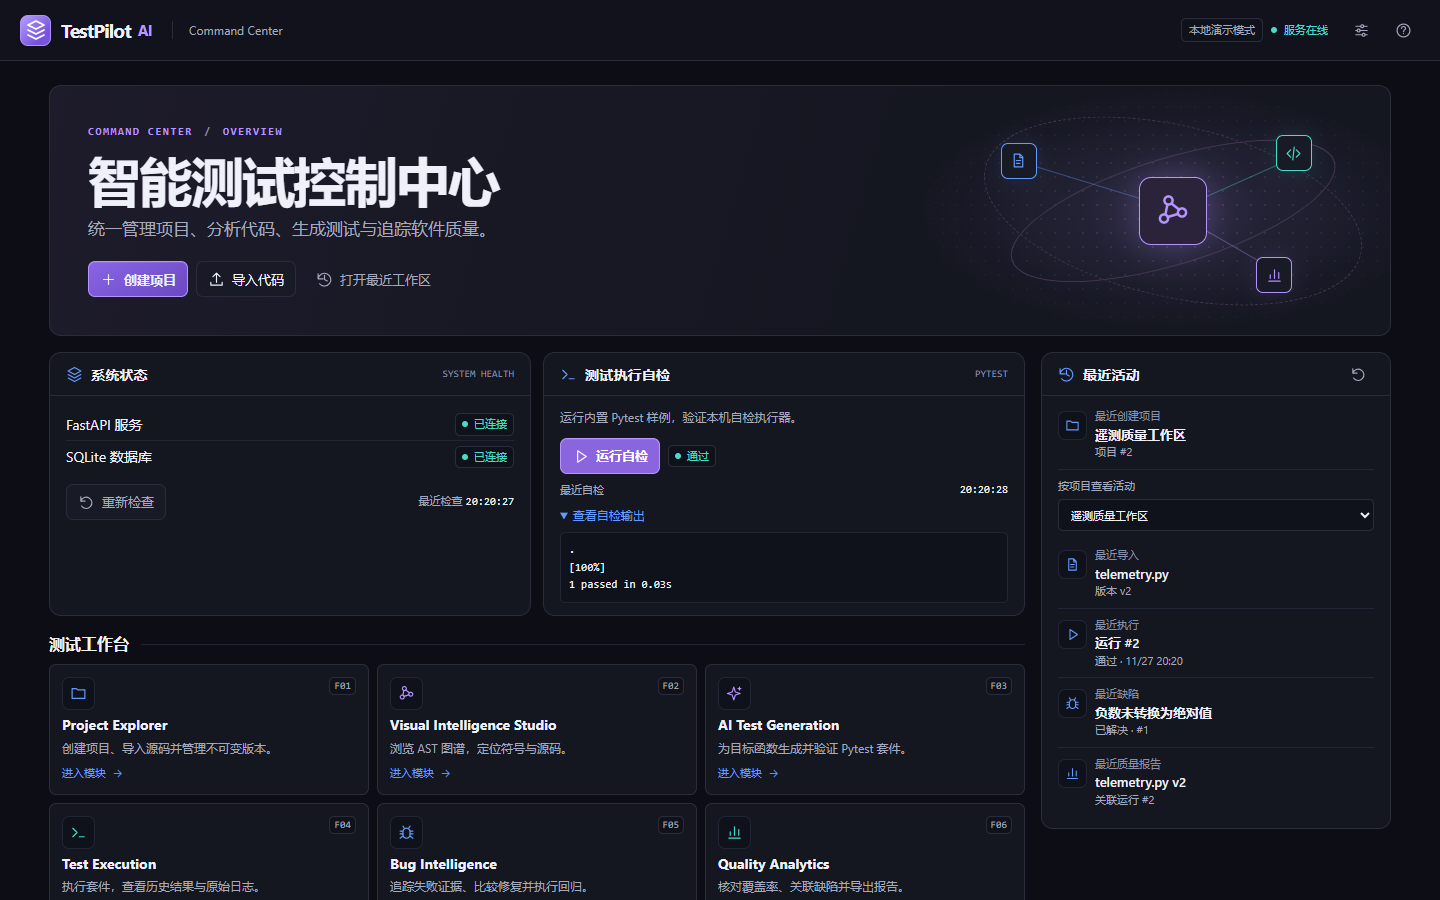 TestPilot AI
Command Center
本地演示模式
服务在线
COMMAND CENTER / OVERVIEW
智能测试控制中心
统一管理项目、分析代码、生成测试与追踪软件质量。
创建项目
导入代码
打开最近工作区
系统状态
SYSTEM HEALTH
FastAPI 服务
已连接
SQLite 数据库
已连接
重新检查
最近检查 20:20:27
测试执行自检
PYTEST
运行内置 Pytest 样例，验证本机自检执行器。
运行自检
通过
最近自检
20:20:28
查看自检输出
.
[100%]
1 passed in 0.03s
最近活动
最近创建项目
遥测质量工作区
项目 #2
按项目查看活动
遥测质量工作区
最近导入
telemetry.py
版本 v2
最近执行
运行 #2
通过 · 11/27 20:20
最近缺陷
负数未转换为绝对值
已解决 · #1
最近质量报告
telemetry.py v2
关联运行 #2
测试工作台
F01
Project Explorer
创建项目、导入源码并管理不可变版本。
进入模块 →
F02
Visual Intelligence Studio
浏览 AST 图谱，定位符号与源码。
进入模块 →
F03
AI Test Generation
为目标函数生成并验证 Pytest 套件。
进入模块 →
F04
Test Execution
执行套件，查看历史结果与原始日志。
F05
Bug Intelligence
追踪失败证据、比较修复并执行回归。
F06
Quality Analytics
核对覆盖率、关联缺陷并导出报告。